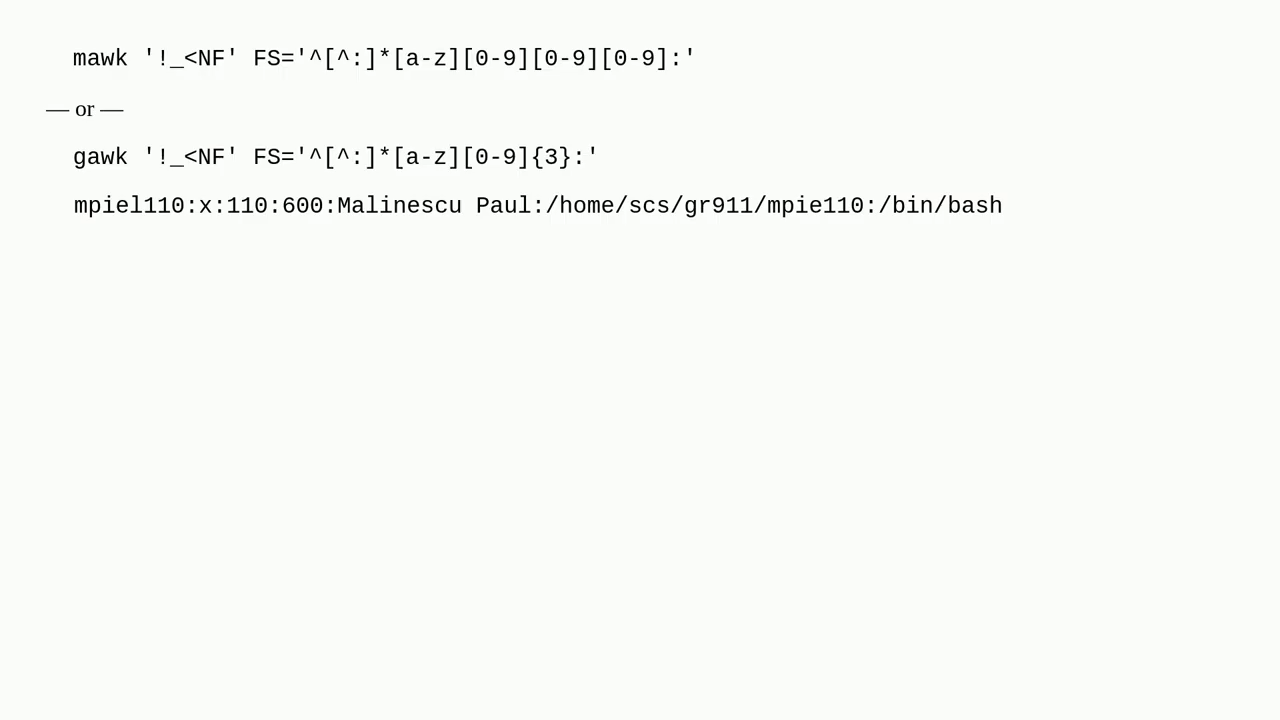 mawk '!_<NF' FS='^[^:]*[a-z][0-9][0-9][0-9]:'
— or —
gawk '!_<NF' FS='^[^:]*[a-z][0-9]{3}:'
mpiel110:x:110:600:Malinescu Paul:/home/scs/gr911/mpie110:/bin/bash